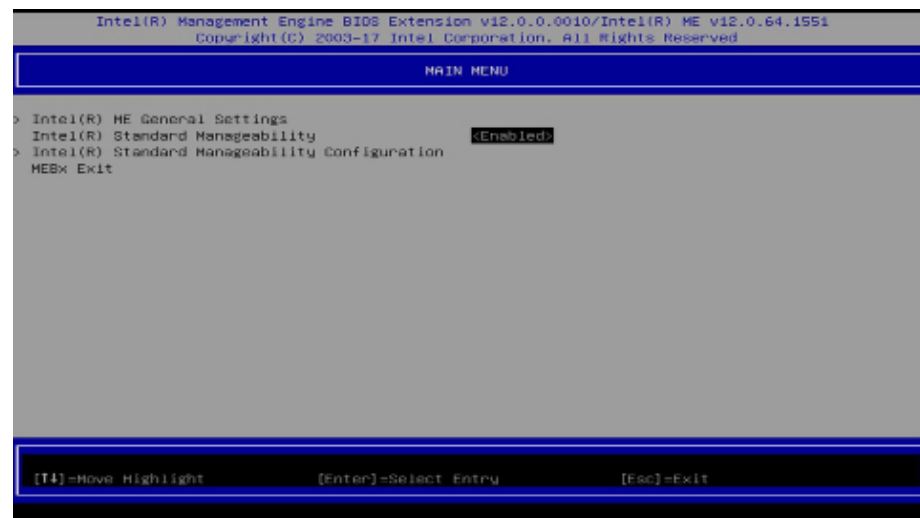 Intel(R) Management Engine BIOS Extension v12.0.0.0010/Intel(R) ME v12.0.64.1551
Copyright(C) 2003-17 Intel Corporation. All Rights Reserved
MAIN MENU
> Intel(R) ME General Settings
Intel(R) Standard Manageability <Enabled>
> Intel(R) Standard Manageability Configuration
MEBx Exit
[↑↓]=Move Highlight [Enter]=Select Entry [Esc]=Exit